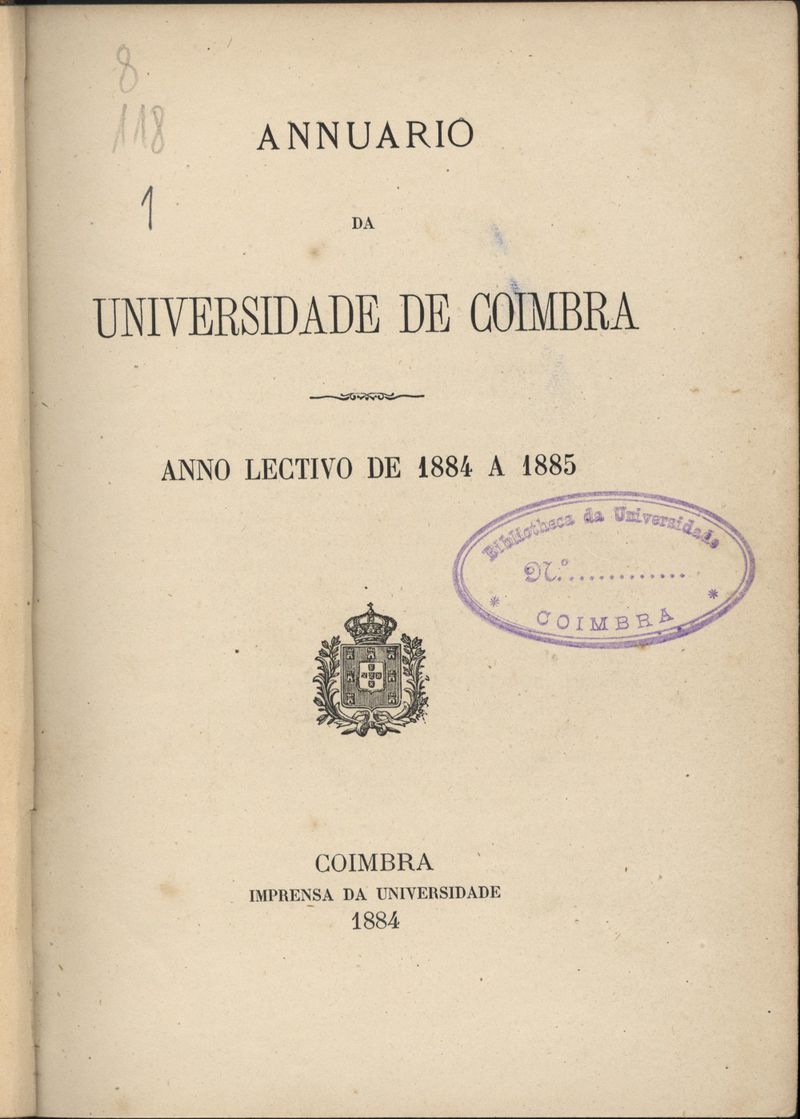 8
118
1
ANNUARIO
DA
UNIVERSIDADE DE COIMBRA
ANNO LECTIVO DE 1884 A 1885
Bibliotheca da Universidade
N.º.............
* COIMBRA *
COIMBRA
IMPRENSA DA UNIVERSIDADE
1884